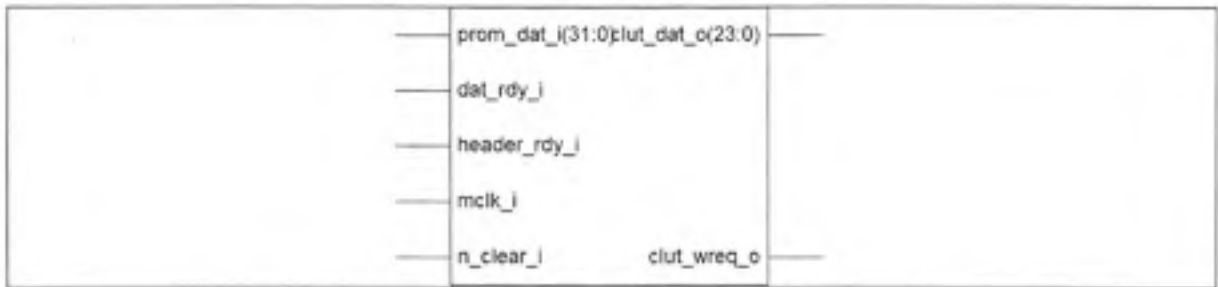 prom_dat_i(31:0) clut_dat_o(23:0)
dat_rdy_i
header_rdy_i
mclk_i
n_clear_i clut_wreq_o